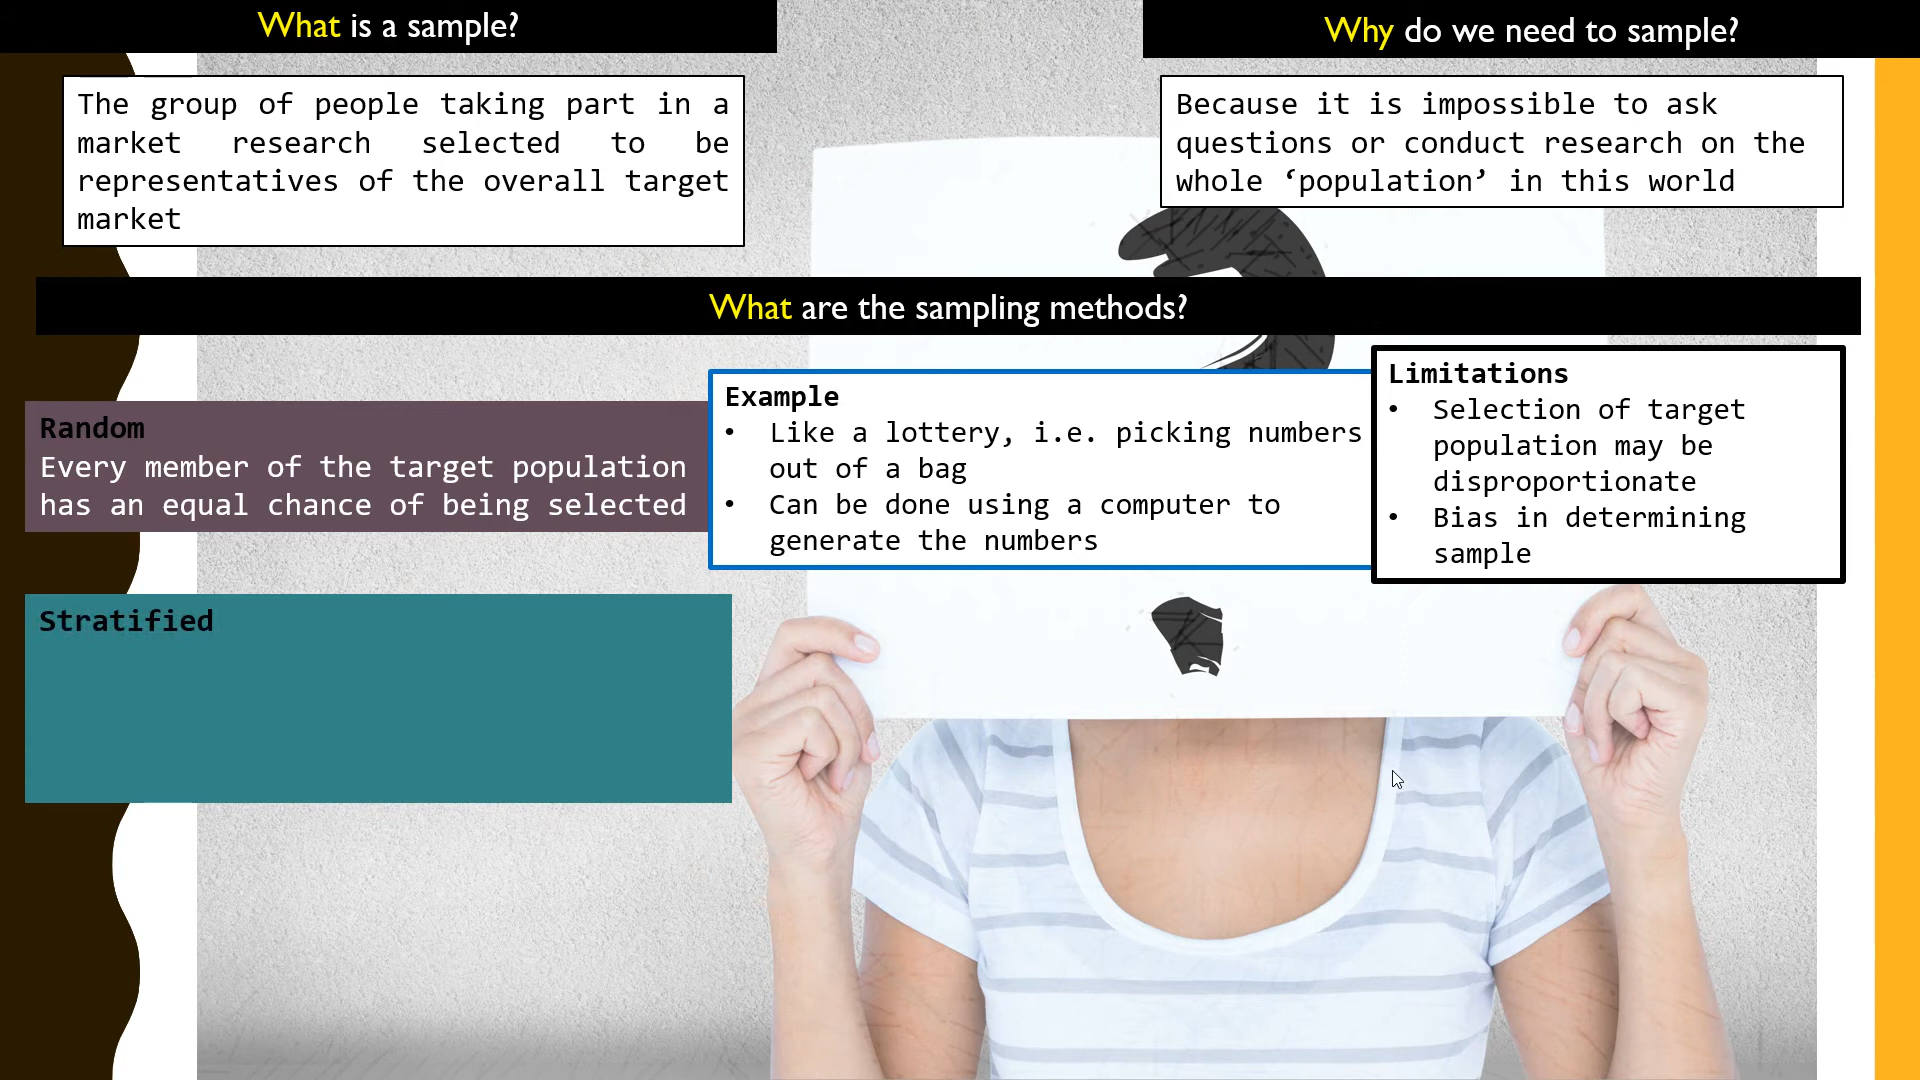 What is a sample?
Why do we need to sample?
The group of people taking part in a
market research selected to be
representatives of the overall target
market
Because it is impossible to ask
questions or conduct research on the
whole ‘population’ in this world
What are the sampling methods?
Random
Every member of the target population
has an equal chance of being selected
Example
• Like a lottery, i.e. picking numbers
out of a bag
• Can be done using a computer to
generate the numbers
Limitations
• Selection of target
population may be
disproportionate
• Bias in determining
sample
Stratified